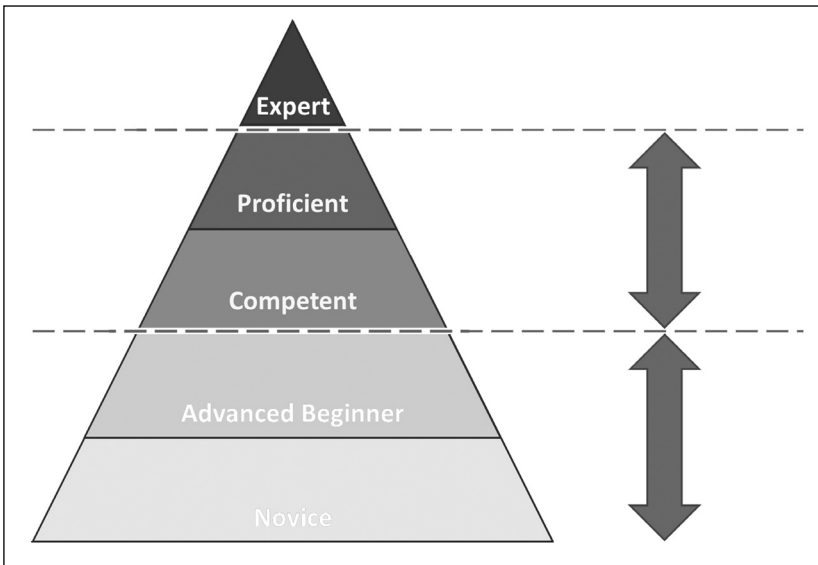 Expert
Proficient
Competent
Advanced Beginner
Novice